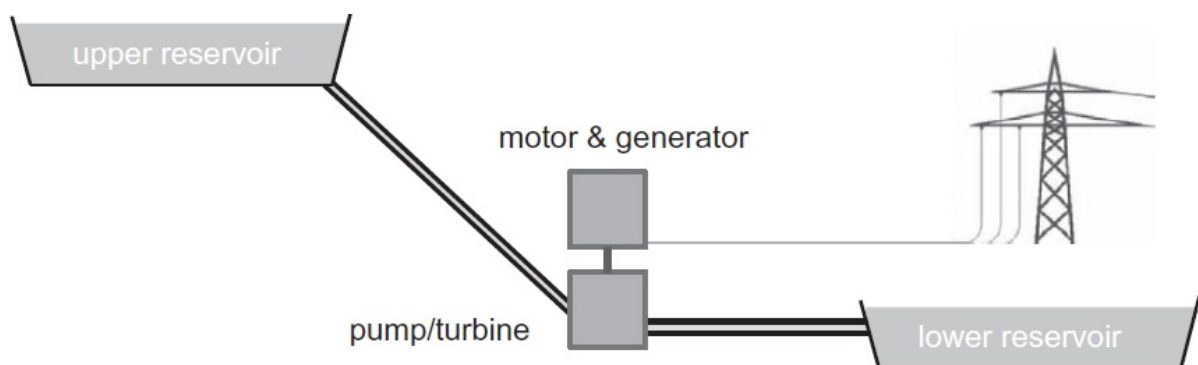 upper reservoir
motor & generator
pump/turbine
lower reservoir